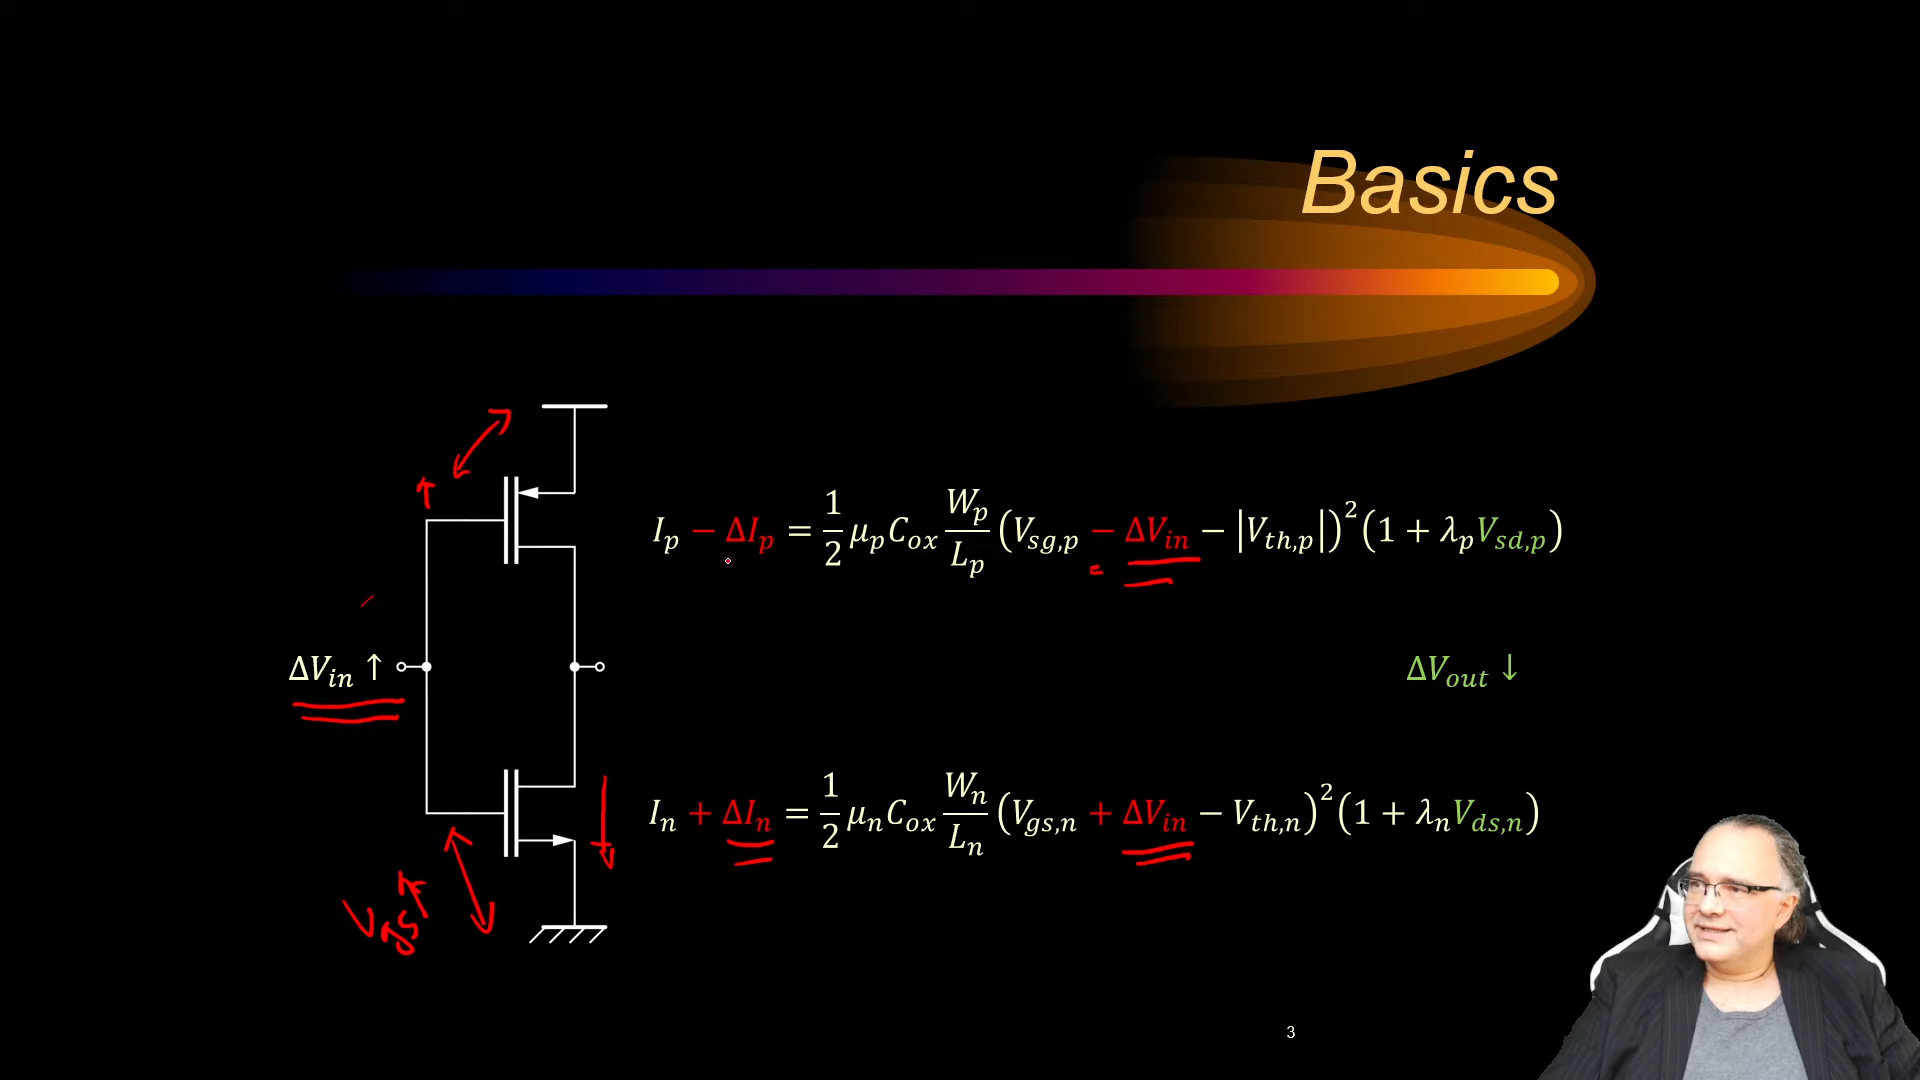 Basics
I_p − ΔI_p = 1/2 μ_p C_ox W_p/L_p (V_sg,p − ΔV_in − |V_th,p|)² (1 + λ_p V_sd,p)
ΔV_in ↑
ΔV_out ↓
I_n + ΔI_n = 1/2 μ_n C_ox W_n/L_n (V_gs,n + ΔV_in − V_th,n)² (1 + λ_n V_ds,n)
Vgs ↑
3